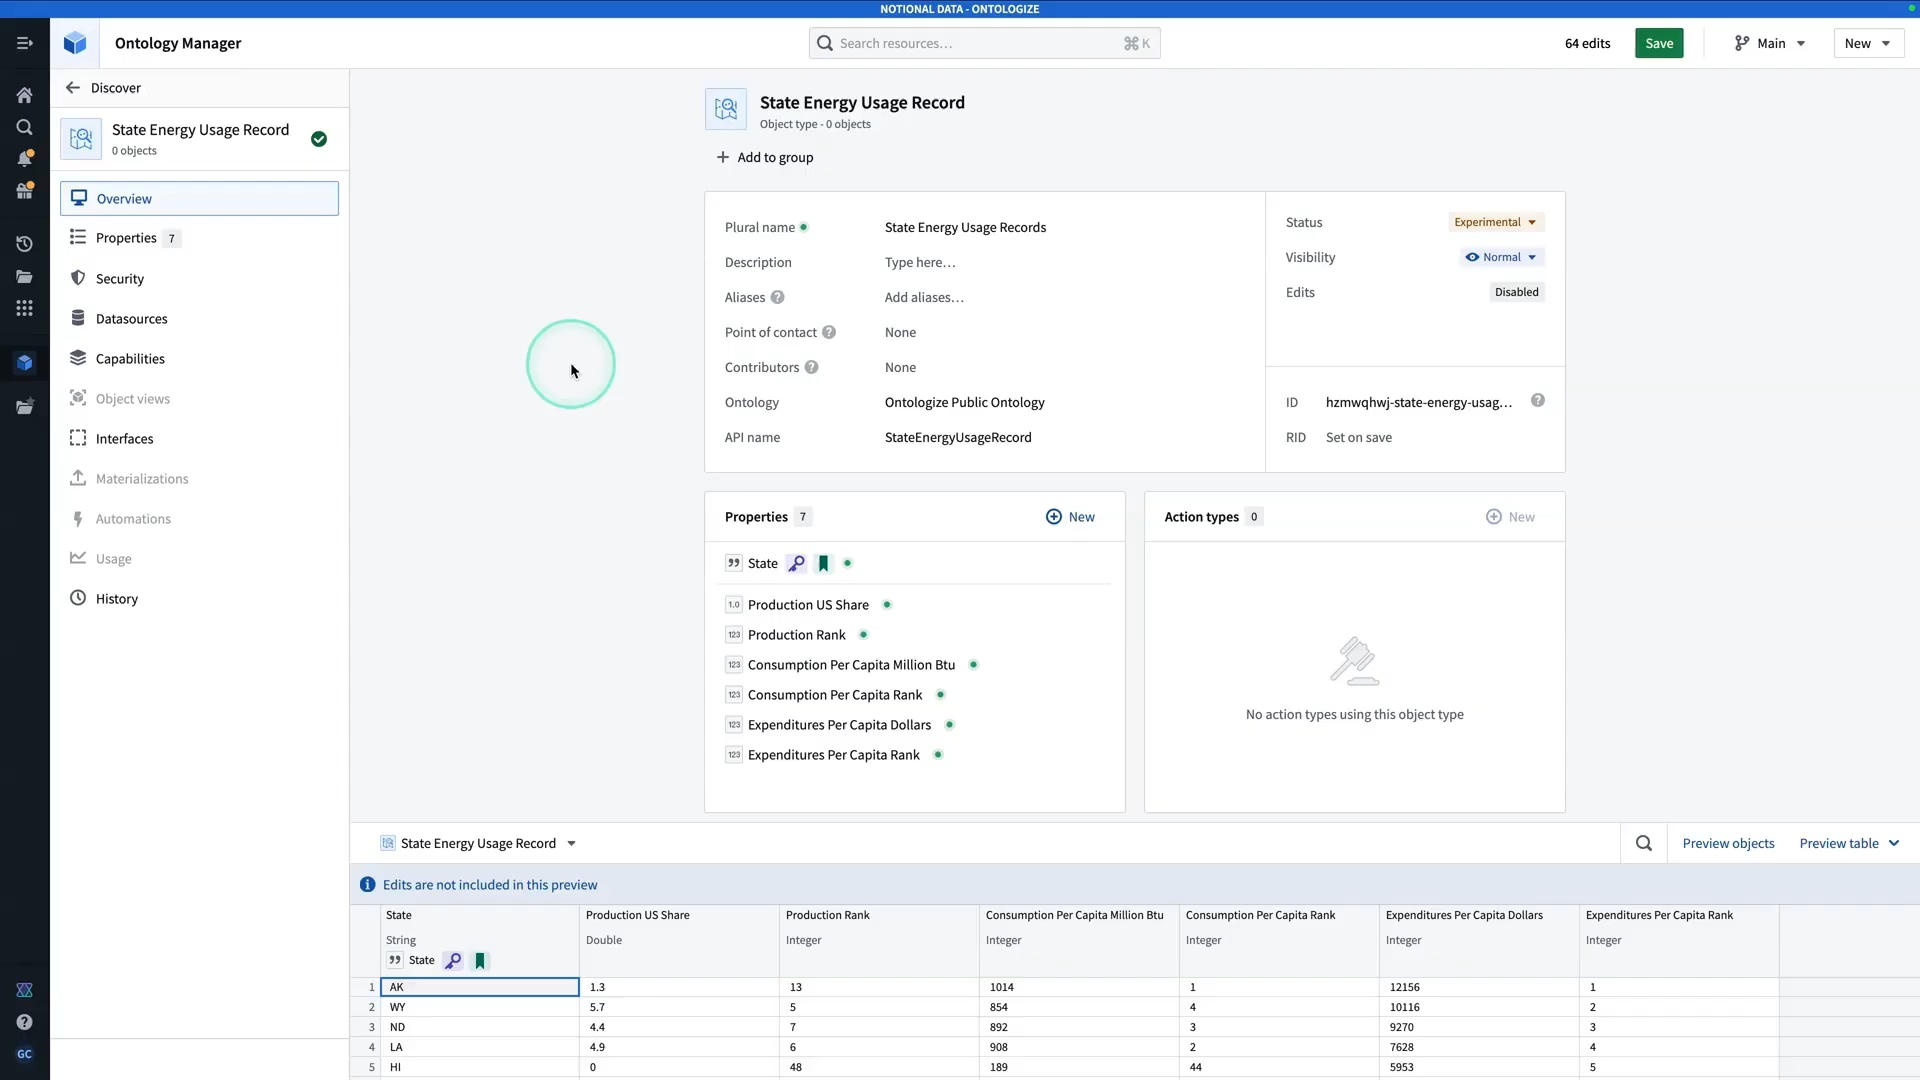 NOTIONAL DATA - ONTOLOGIZE
Ontology Manager
Search resources…
⌘K
64 edits
Save
Main
New
Discover
State Energy Usage Record
0 objects
Overview
Properties 7
Security
Datasources
Capabilities
Object views
Interfaces
Materializations
Automations
Usage
History
GC
State Energy Usage Record
Object type - 0 objects
Add to group
Plural name State Energy Usage Records
Description Type here…
Aliases Add aliases…
Point of contact None
Contributors None
Ontology Ontologize Public Ontology
API name StateEnergyUsageRecord
Status Experimental
Visibility Normal
Edits Disabled
ID hzmwqhwj-state-energy-usag…
RID Set on save
Properties 7 New
State
1.0 Production US Share
123 Production Rank
123 Consumption Per Capita Million Btu
123 Consumption Per Capita Rank
123 Expenditures Per Capita Dollars
123 Expenditures Per Capita Rank
Action types 0 New
No action types using this object type
State Energy Usage Record
Preview objects
Preview table
Edits are not included in this preview
State Production US Share Production Rank Consumption Per Capita Million Btu Consumption Per Capita Rank Expenditures Per Capita Dollars Expenditures Per Capita Rank
String Double Integer Integer Integer Integer Integer
State
1 AK 1.3 13 1014 1 12156 1
2 WY 5.7 5 854 4 10116 2
3 ND 4.4 7 892 3 9270 3
4 LA 4.9 6 908 2 7628 4
5 HI 0 48 189 44 5953 5